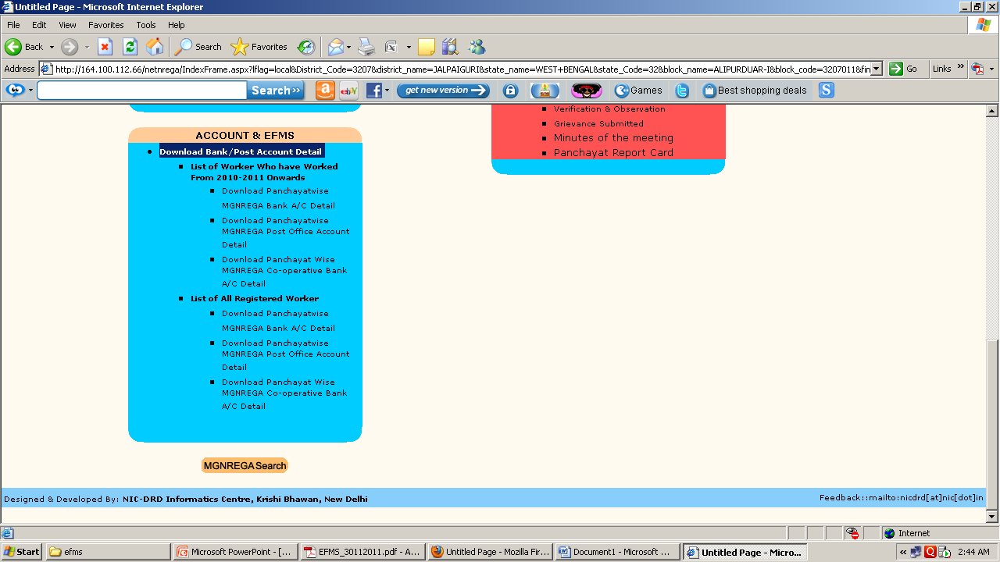 Untitled Page - Microsoft Internet Explorer
File Edit View Favorites Tools Help
Back Search Favorites
Address http://164.100.112.66/netnrega/IndexFrame.aspx?lflag=local&District_Code=3207&district_name=JALPAIGURI&state_name=WEST+BENGAL&state_Code=32&block_name=ALIPURDUAR-I&block_code=3207011&fin Go Links »
Search >> a ebY get new version Games Best shopping deals S
ACCOUNT & EFMS
Download Bank/Post Account Detail
List of Worker Who have Worked
From 2010-2011 Onwards
Download Panchayatwise
MGNREGA Bank A/C Detail
Download Panchayatwise
MGNREGA Post Office Account
Detail
Download Panchayat Wise
MGNREGA Co-operative Bank
A/C Detail
List of All Registered Worker
Download Panchayatwise
MGNREGA Bank A/C Detail
Download Panchayatwise
MGNREGA Post Office Account
Detail
Download Panchayat Wise
MGNREGA Co-operative Bank
A/C Detail
Verification & Observation
Grievance Submitted
Minutes of the meeting
Panchayat Report Card
MGNREGA Search
Designed & Developed By: NIC-DRD Informatics Centre, Krishi Bhawan, New Delhi
Feedback::mailto:nicdrd[at]nic[dot]in
Internet
Start efms Microsoft PowerPoint - [... EFMS_30112011.pdf - A... Untitled Page - Mozilla Fir... Document1 - Microsoft ... Untitled Page - Micro... « 2:44 AM